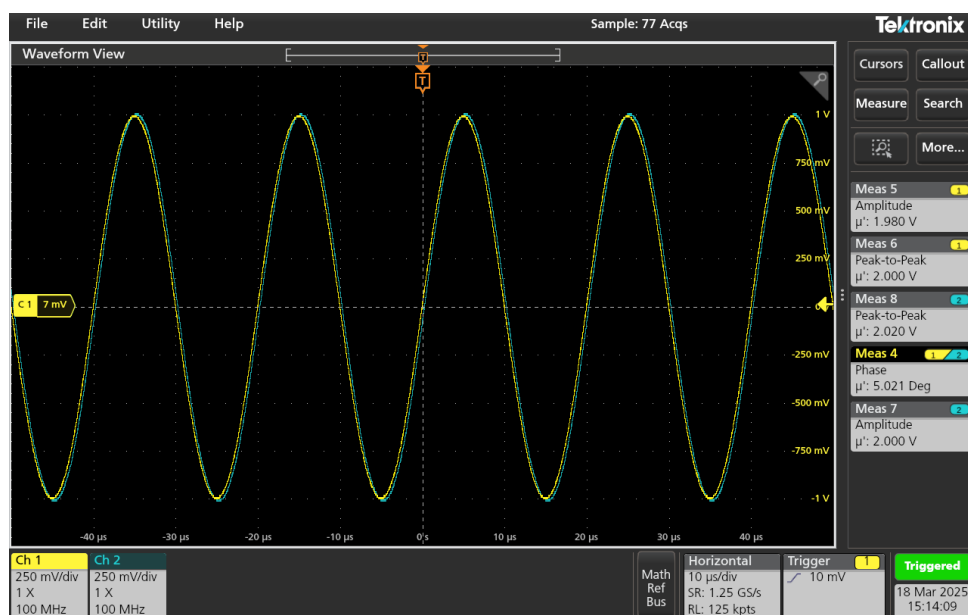 File Edit Utility Help Sample: 77 Acqs Tektronix
Waveform View
T
T
Cursors Callout
Measure Search
More...
1 V
750 mV
500 mV
250 mV
-250 mV
-500 mV
-750 mV
-1 V
C 1 7 mV
-40 µs -30 µs -20 µs -10 µs 0 s 10 µs 20 µs 30 µs 40 µs
Meas 5 1
Amplitude
µ': 1.980 V
Meas 6 1
Peak-to-Peak
µ': 2.000 V
Meas 8 2
Peak-to-Peak
µ': 2.020 V
Meas 4 1 2
Phase
µ': 5.021 Deg
Meas 7 2
Amplitude
µ': 2.000 V
Ch 1
250 mV/div
1 X
100 MHz
Ch 2
250 mV/div
1 X
100 MHz
Math
Ref
Bus
Horizontal
10 µs/div
SR: 1.25 GS/s
RL: 125 kpts
Trigger 1
10 mV
Triggered
18 Mar 2025
15:14:09